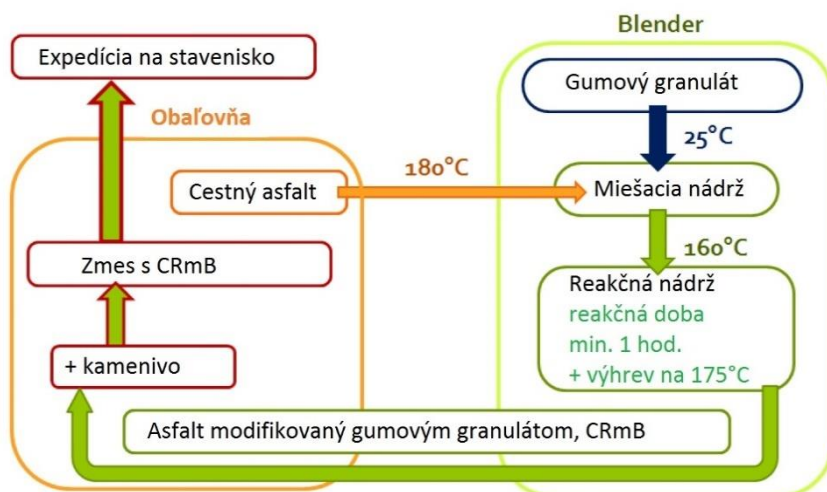 Blender
Expedícia na stavenisko
Gumový granulát
Obaľovňa
25°C
180°C
Cestný asfalt
Miešacia nádrž
160°C
Zmes s CRmB
Reakčná nádrž
reakčná doba
min. 1 hod.
+ výhrev na 175°C
+ kamenivo
Asfalt modifikovaný gumovým granulátom, CRmB